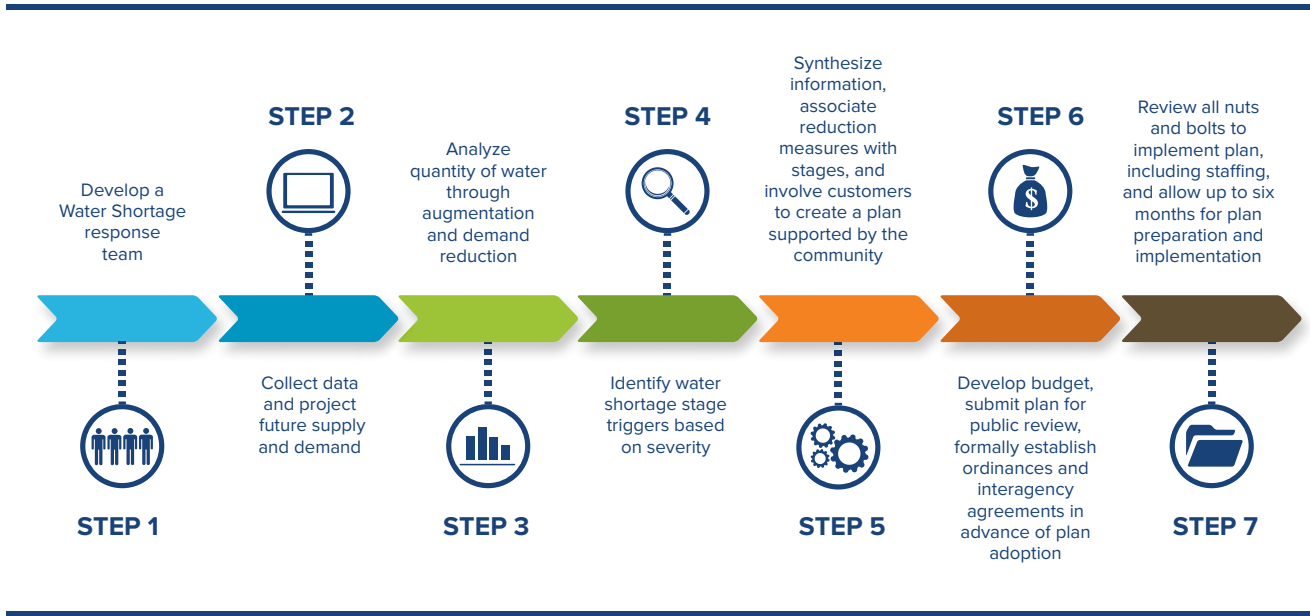 Develop a
Water Shortage
response
team
STEP 1
STEP 2
Collect data
and project
future supply
and demand
Analyze
quantity of water
through
augmentation
and demand
reduction
STEP 3
STEP 4
Identify water
shortage stage
triggers based
on severity
Synthesize
information,
associate
reduction
measures with
stages, and
involve customers
to create a plan
supported by the
community
STEP 5
STEP 6
$
Develop budget,
submit plan for
public review,
formally establish
ordinances and
interagency
agreements in
advance of plan
adoption
Review all nuts
and bolts to
implement plan,
including staffing,
and allow up to six
months for plan
preparation and
implementation
STEP 7